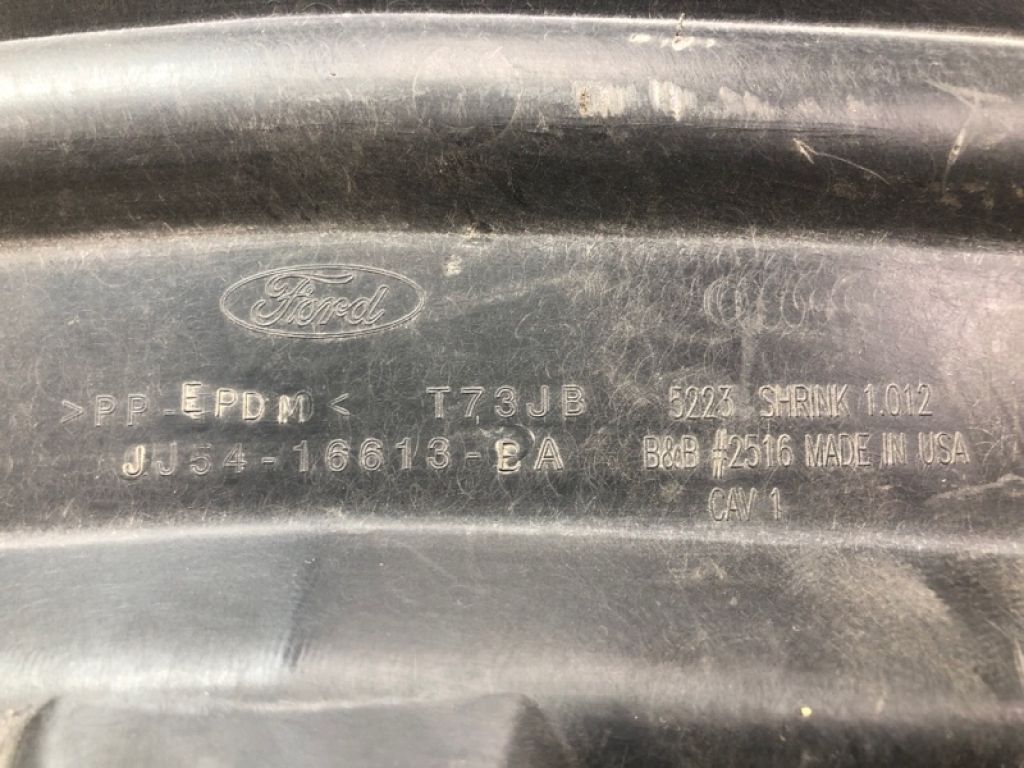 Ford
>PP-EPDM< T73JB
JJ54-16613-BA
5223 SHRINK 1.012
B&B #2516 MADE IN USA
CAV 1